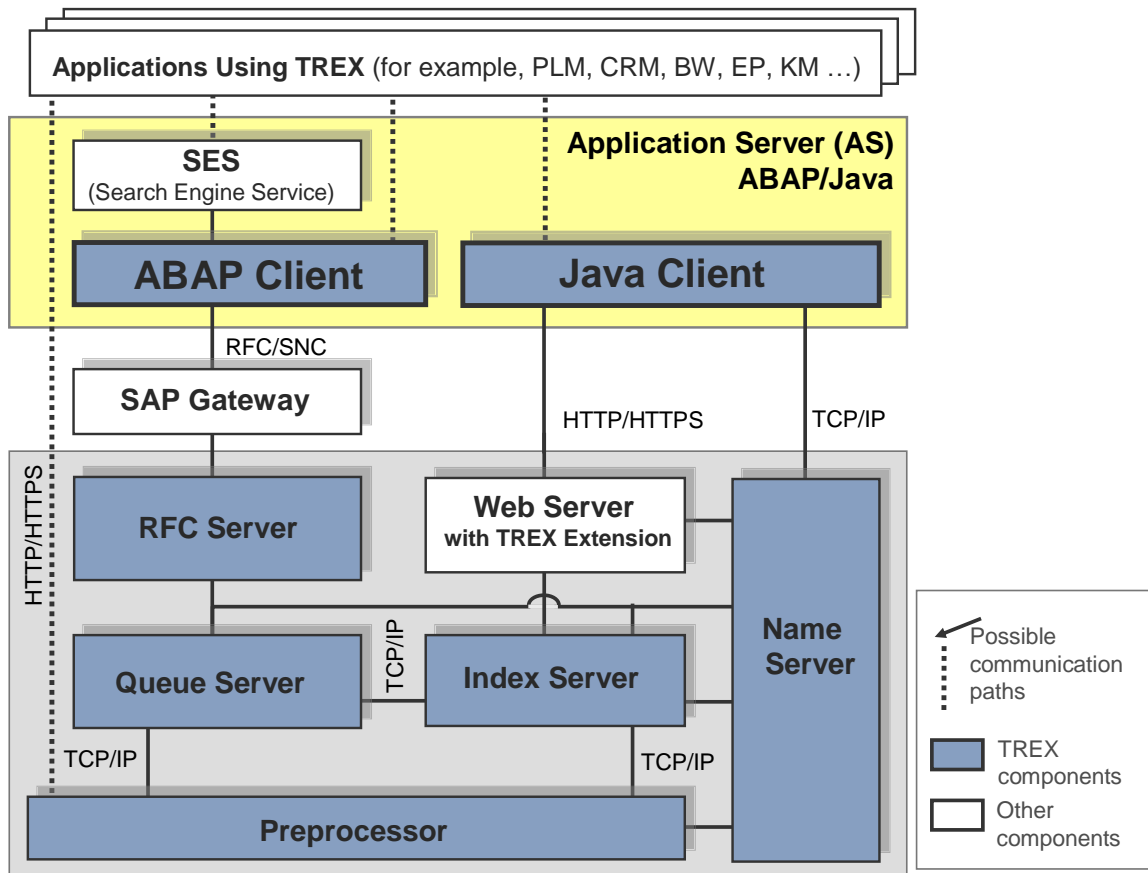 Applications Using TREX (for example, PLM, CRM, BW, EP, KM …)
Application Server (AS)
ABAP/Java
SES
(Search Engine Service)
ABAP Client
Java Client
RFC/SNC
SAP Gateway
HTTP/HTTPS
TCP/IP
HTTP/HTTPS
RFC Server
Web Server
with TREX Extension
Name
Server
Queue Server
TCP/IP
Index Server
TCP/IP
TCP/IP
Preprocessor
Possible
communication
paths
TREX
components
Other
components